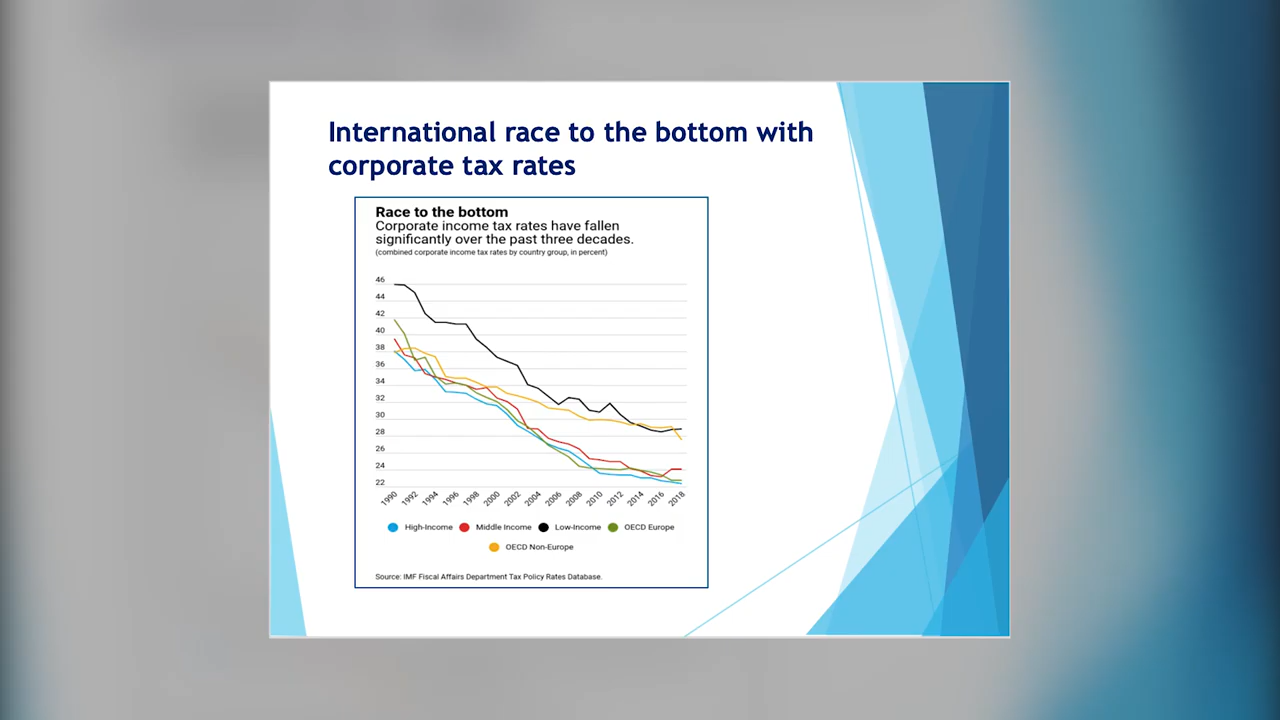 International race to the bottom with
corporate tax rates
Race to the bottom
Corporate income tax rates have fallen
significantly over the past three decades.
(combined corporate income tax rates by country group, in percent)
46
44
42
40
38
36
34
32
30
28
26
24
22
1990 1992 1994 1996 1998 2000 2002 2004 2006 2008 2010 2012 2014 2016 2018
High-Income Middle Income Low-Income OECD Europe
OECD Non-Europe
Source: IMF Fiscal Affairs Department Tax Policy Rates Database.